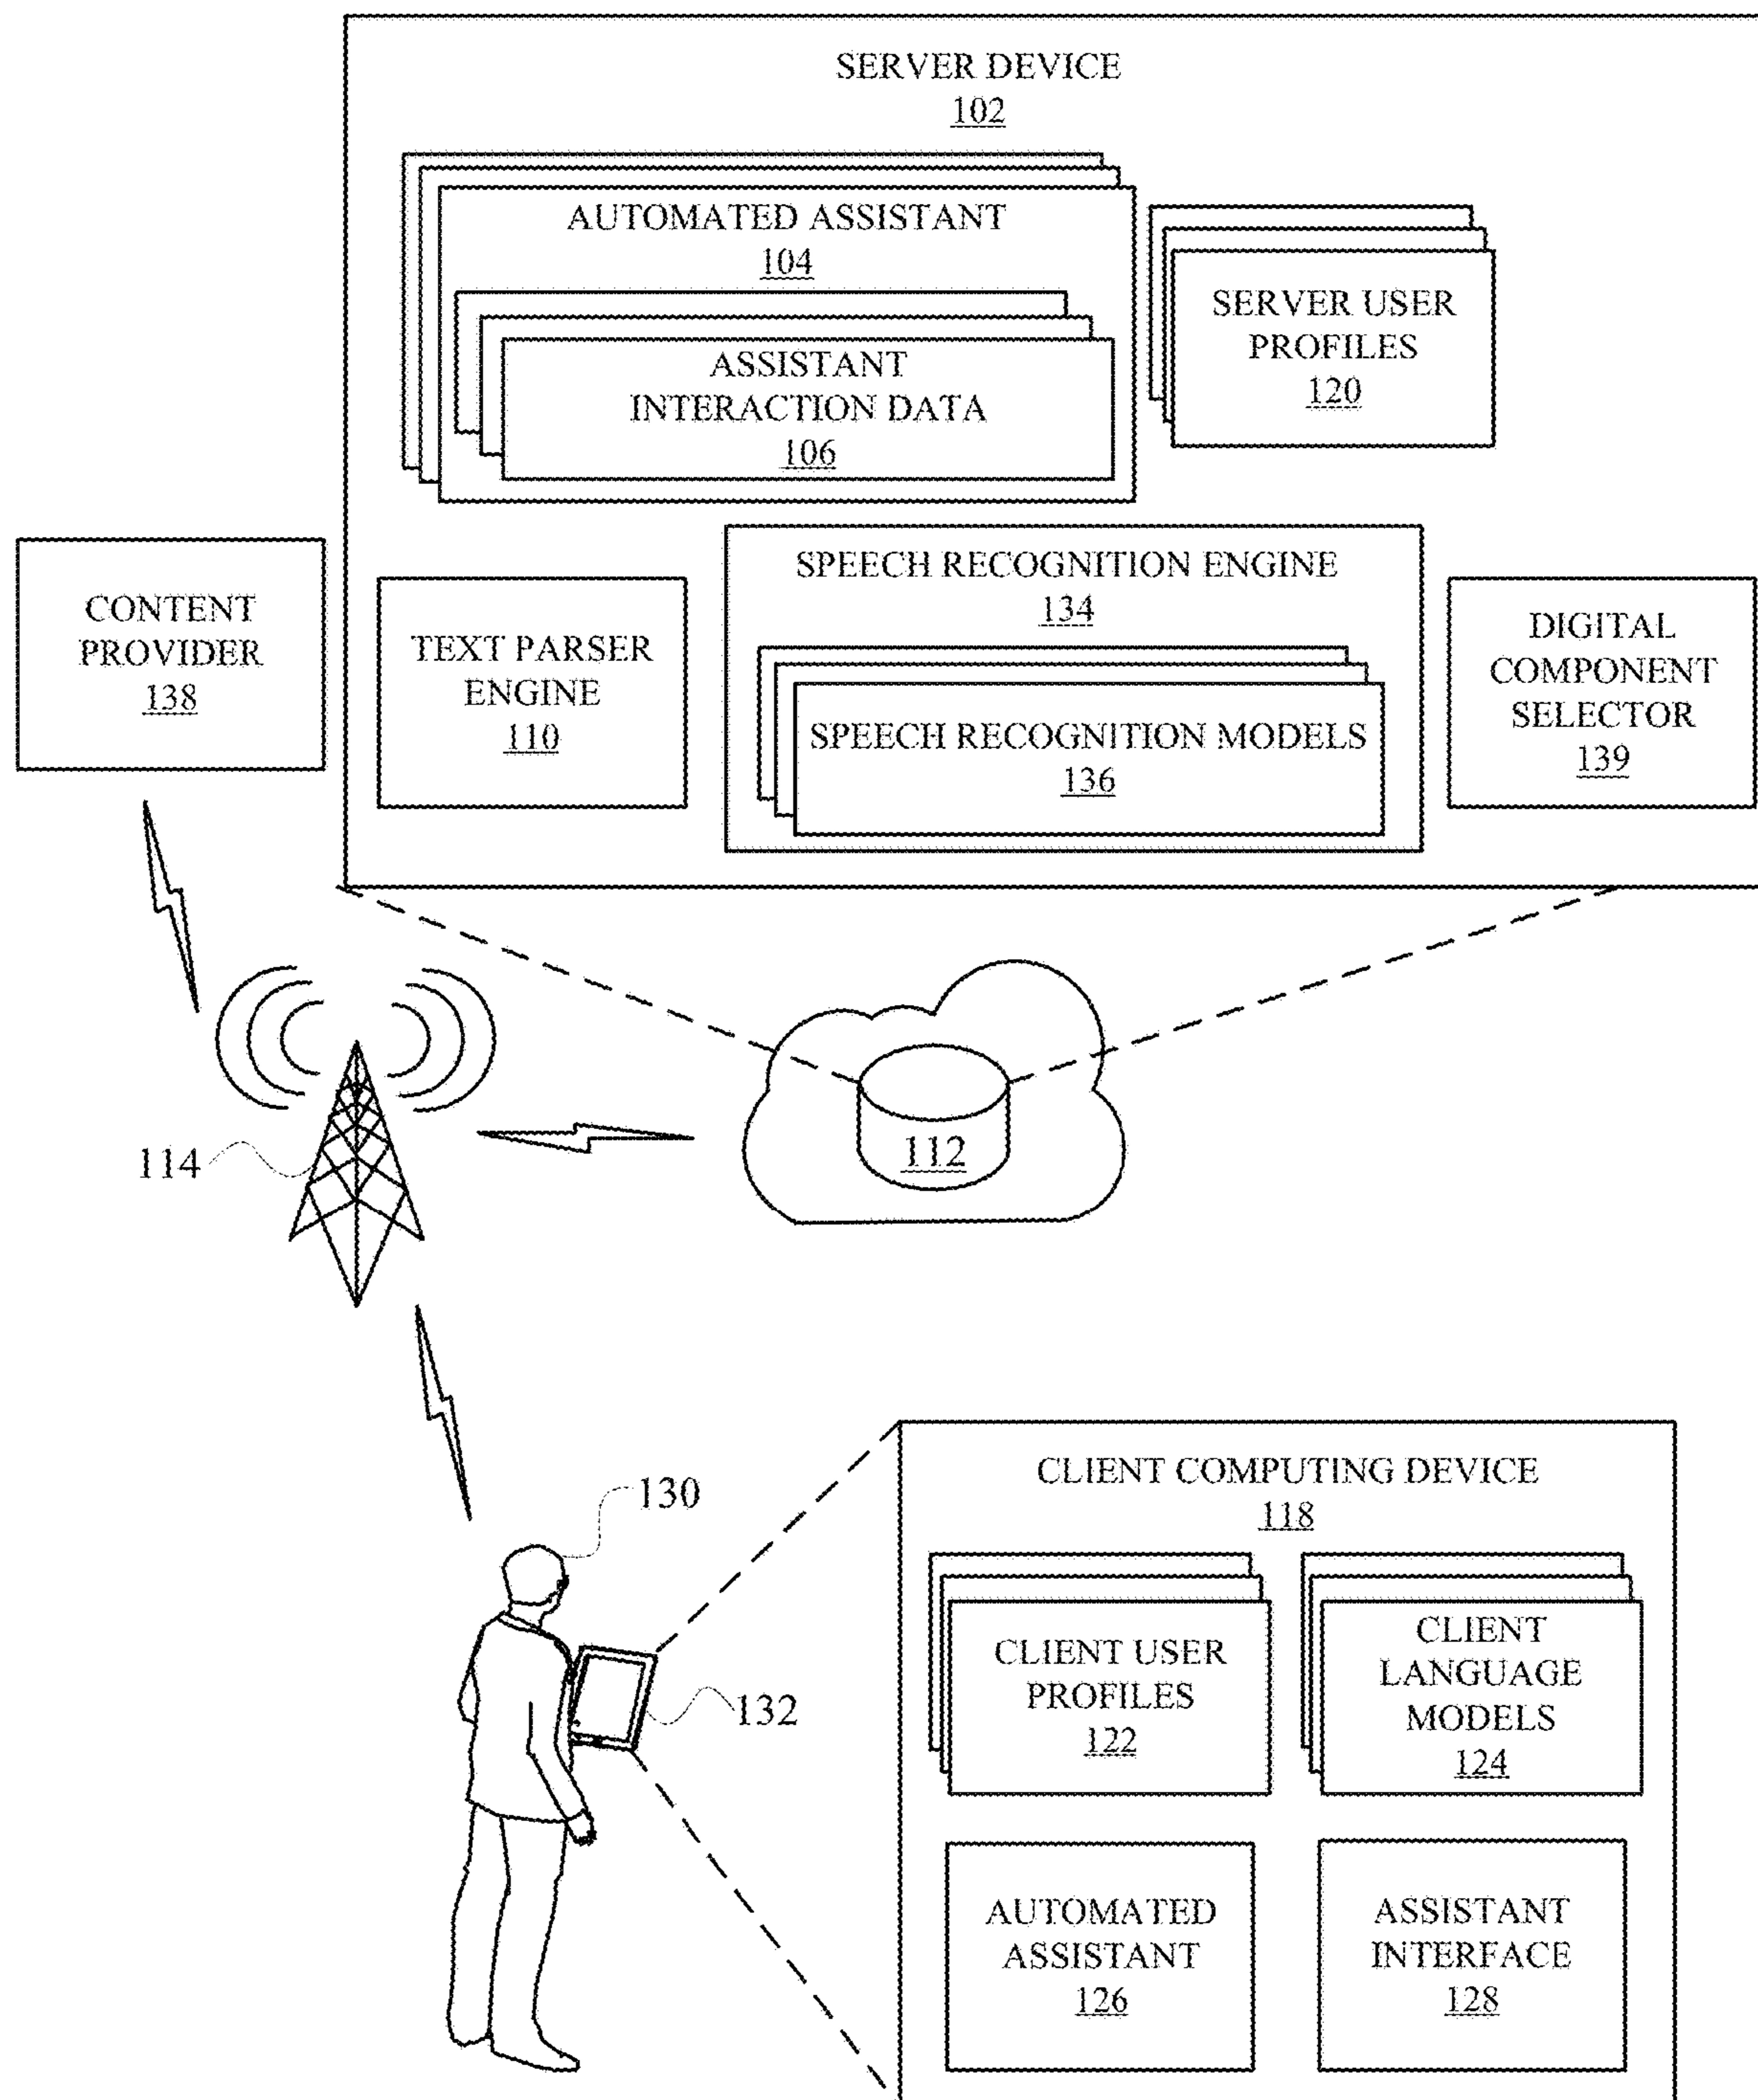 SERVER DEVICE
102
AUTOMATED ASSISTANT
104
ASSISTANT
INTERACTION DATA
106
SERVER USER
PROFILES
120
CONTENT
PROVIDER
138
TEXT PARSER
ENGINE
110
SPEECH RECOGNITION ENGINE
134
SPEECH RECOGNITION MODELS
136
DIGITAL
COMPONENT
SELECTOR
139
114
112
130
132
CLIENT COMPUTING DEVICE
118
CLIENT USER
PROFILES
122
CLIENT
LANGUAGE
MODELS
124
AUTOMATED
ASSISTANT
126
ASSISTANT
INTERFACE
128